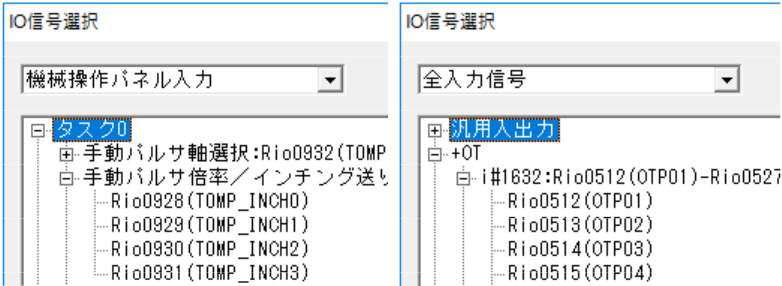 IO信号選択
機械操作パネル入力
タスク0
手動パルサ軸選択:Rio0932(TOMP
手動パルサ倍率/インチング送り
Rio0928(TOMP_INCH0)
Rio0929(TOMP_INCH1)
Rio0930(TOMP_INCH2)
Rio0931(TOMP_INCH3)
IO信号選択
全入力信号
汎用入出力
+OT
i#1632:Rio0512(OTP01)-Rio0527
Rio0512(OTP01)
Rio0513(OTP02)
Rio0514(OTP03)
Rio0515(OTP04)